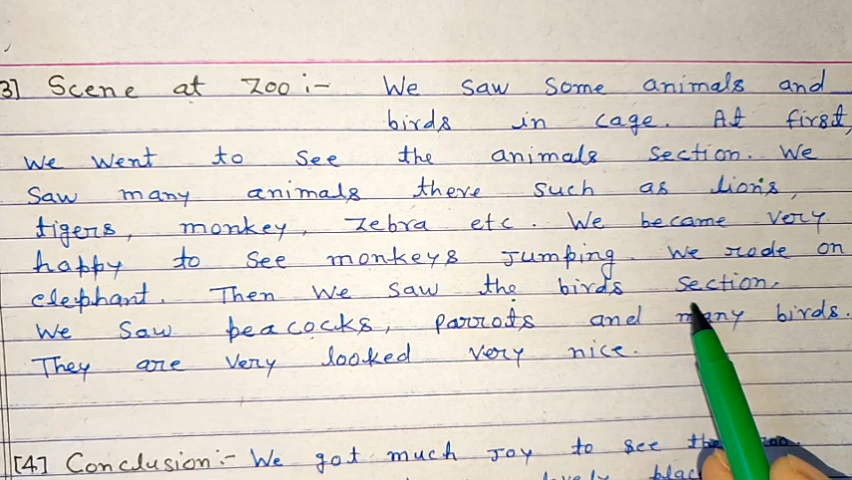 3] Scene at Zoo :- We saw some animals and
birds in cage. At first,
we went to see the animals section. We
saw many animals there such as lions,
tigers, monkey, zebra etc. We became very
happy to see monkeys jumping. We rode on
elephant. Then we saw the birds section.
We saw peacocks, parrots and many birds.
They are very looked very nice.
[4] Conclusion:- We got much joy to see the
lovely